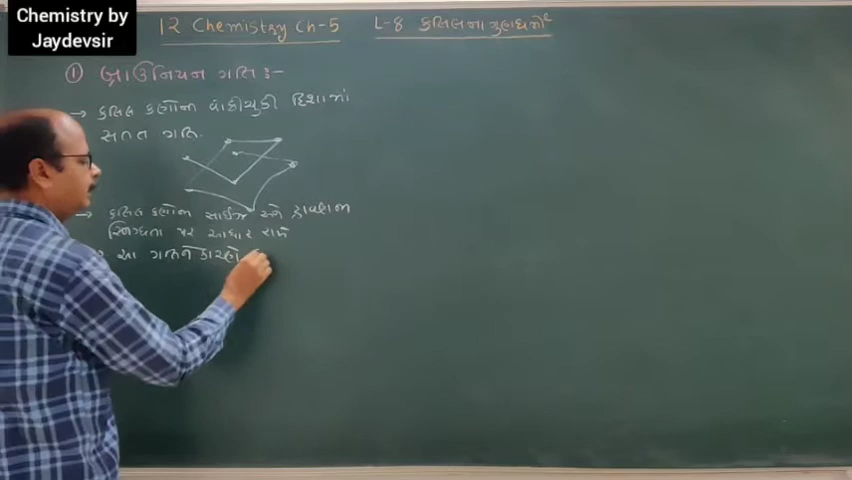 Chemistry by
Jaydevsir
12 Chemistry Ch-5 L-8 કલિલના ગુણધર્મો
① બ્રાઉનિયન ગતિ :-
→ કલિલ કણોની વાંકીચુકી દિશામાં
સતત ગતિ.
→ કલિલ કણોના સાઈઝ અને દ્રાવણના
સ્નિગ્ધતા પર આધાર રાખે
આ ગતિને કારણે